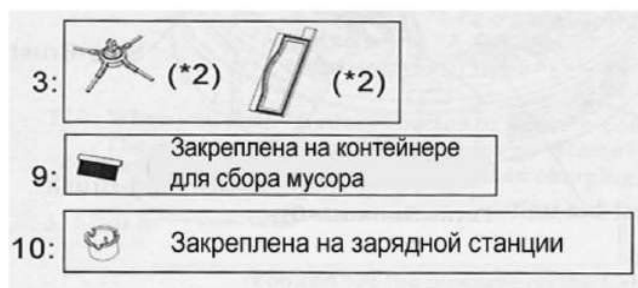 3: (*2) (*2)
Закреплена на контейнере
9: для сбора мусора
10: Закреплена на зарядной станции